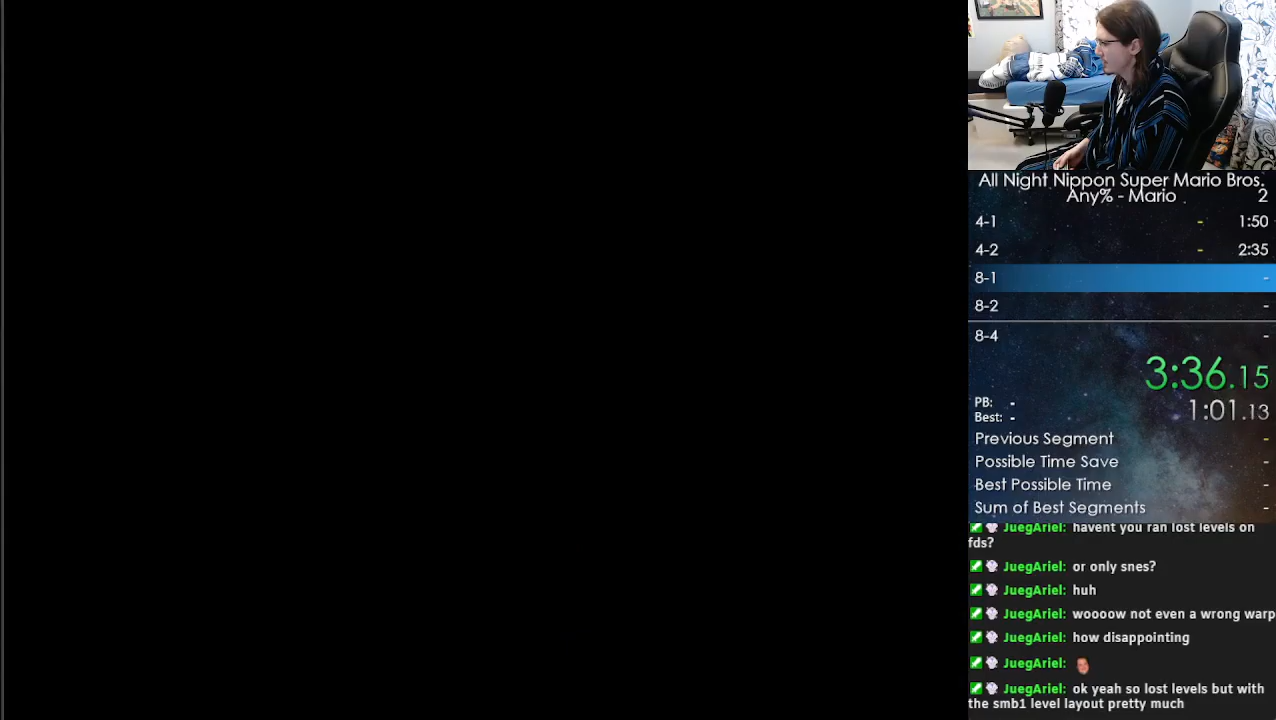 All Night Nippon Super Mario Bros.
Any% - Mario 2
4-1 - 1:50
4-2 - 2:35
8-1 -
8-2 -
8-4 -
3:36.15
PB: - 1:01.13
Best: -
Previous Segment -
Possible Time Save -
Best Possible Time -
Sum of Best Segments -
JuegAriel: havent you ran lost levels on
fds?
JuegAriel: or only snes?
JuegAriel: huh
JuegAriel: woooow not even a wrong warp
JuegAriel: how disappointing
JuegAriel:
JuegAriel: ok yeah so lost levels but with
the smb1 level layout pretty much